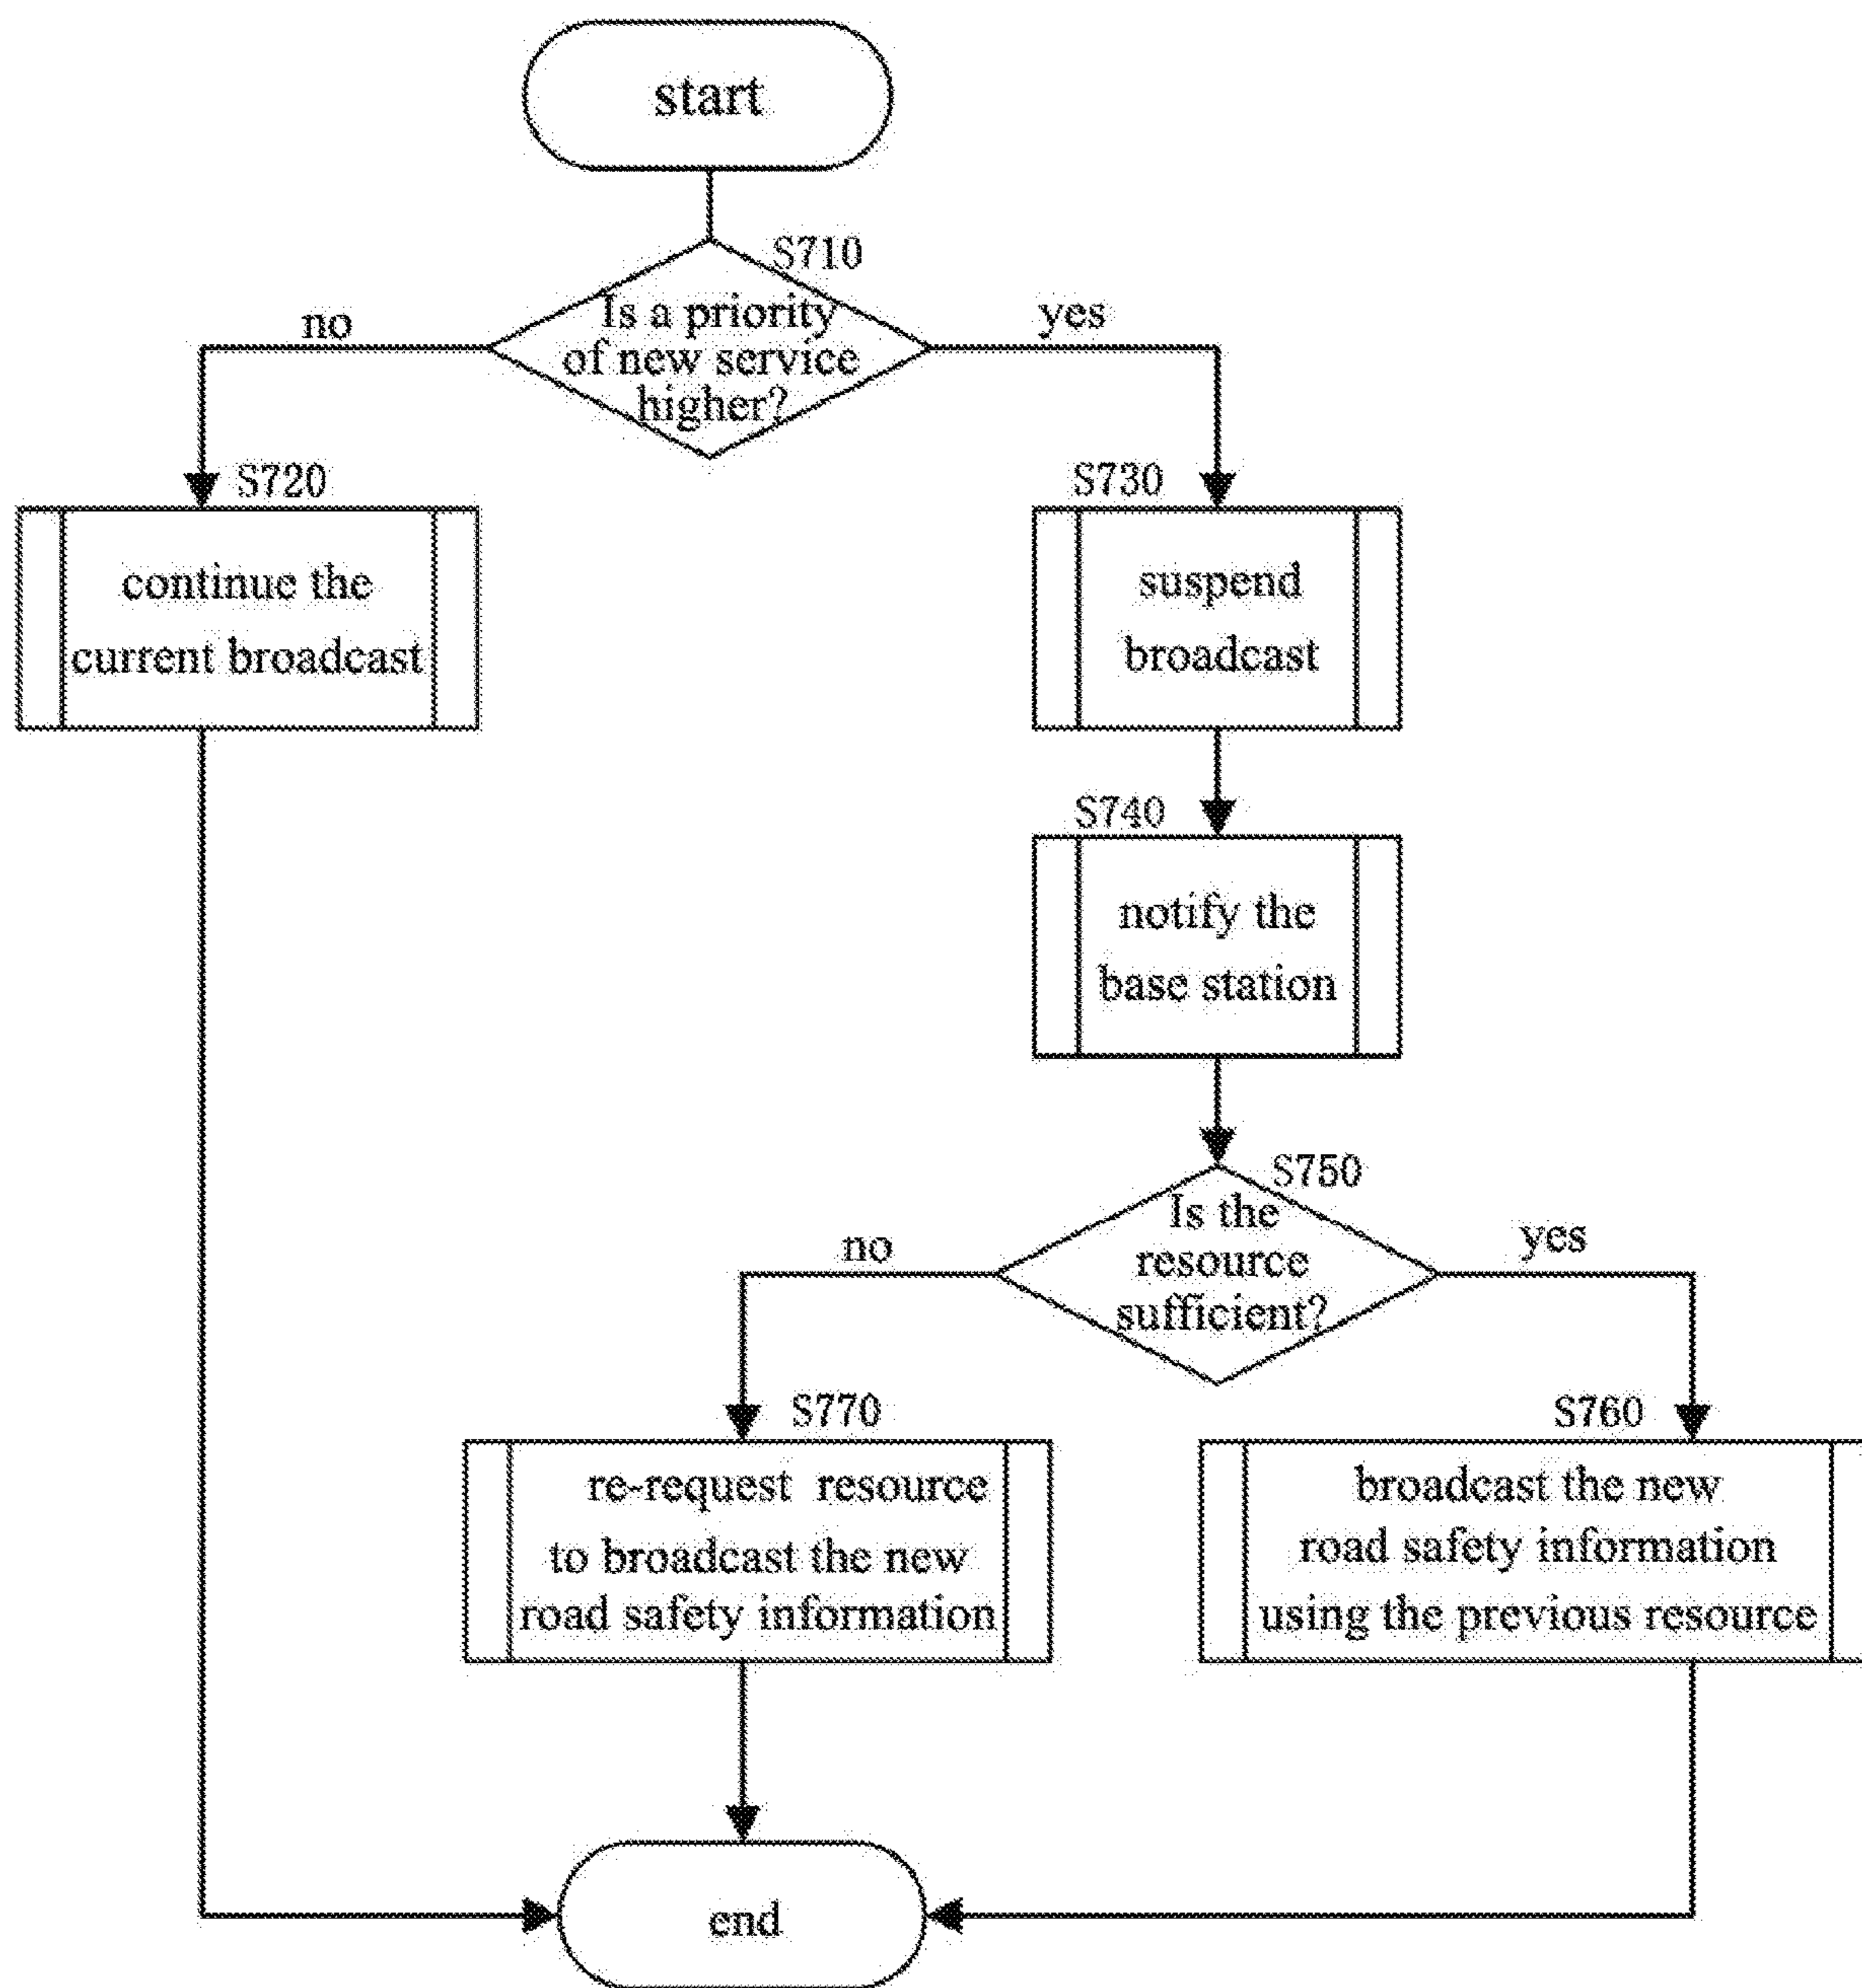 start
S710
Is a priority
of new service
higher?
no
yes
S720
continue the
current broadcast
S730
suspend
broadcast
S740
notify the
base station
S750
Is the
resource
sufficient?
no
yes
S770
re-request resource
to broadcast the new
road safety information
S760
broadcast the new
road safety information
using the previous resource
end